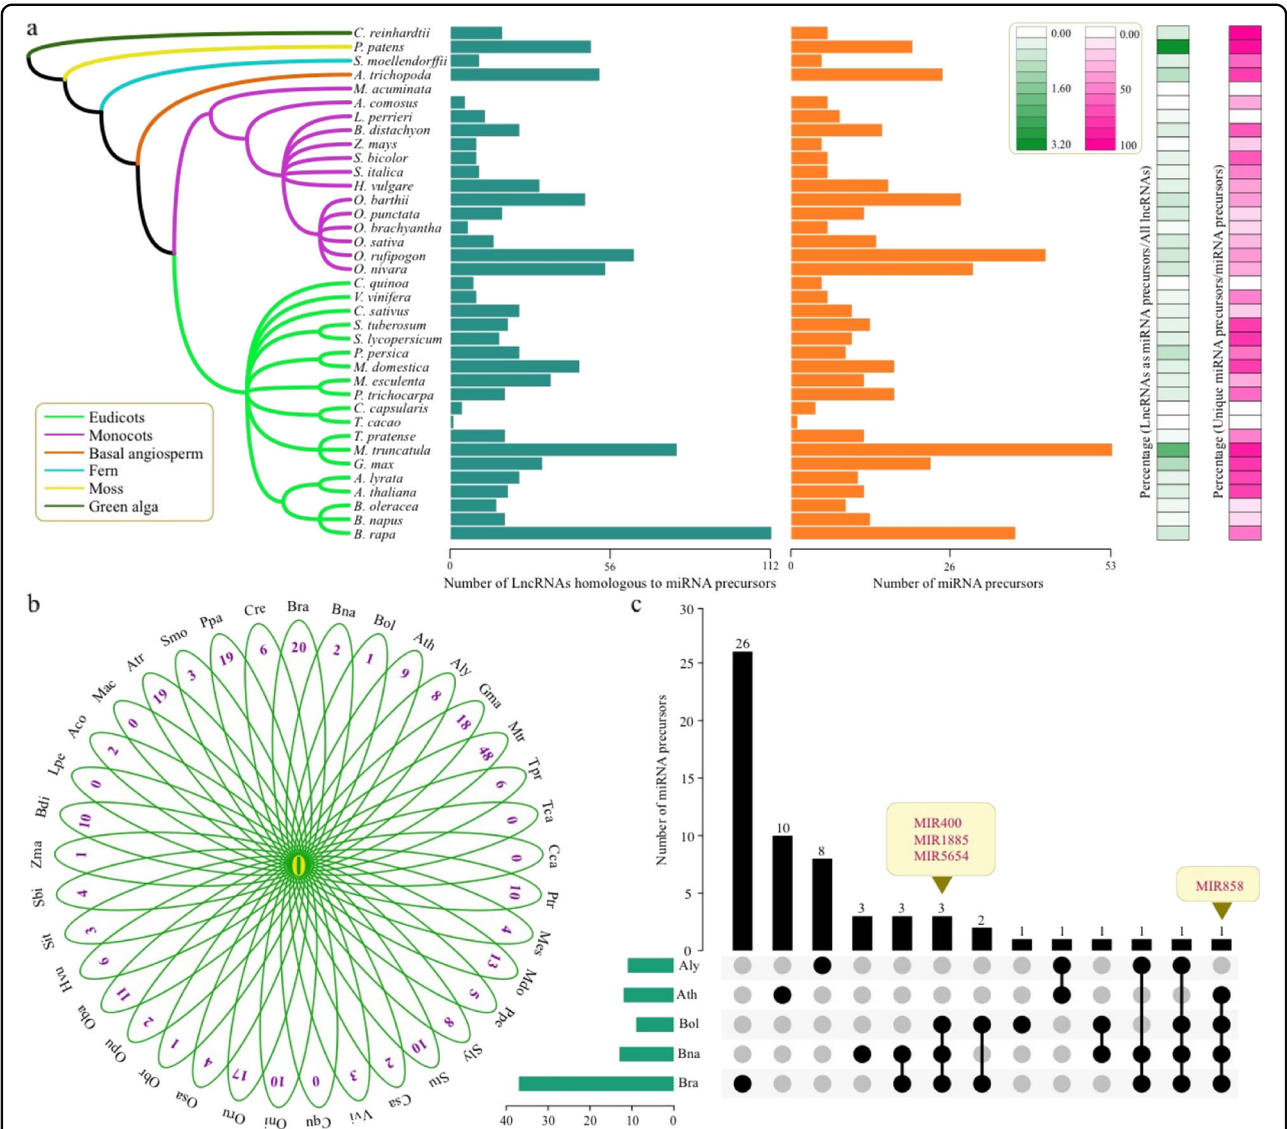 a
C. reinhardtii
P. patens
S. moellendorffii
A. trichopoda
M. acuminata
A. comosus
L. perrieri
B. distachyon
Z. mays
S. bicolor
S. italica
H. vulgare
O. barthii
O. punctata
O. brachyantha
O. sativa
O. rufipogon
O. nivara
C. quinoa
V. vinifera
C. sativus
S. tuberosum
S. lycopersicum
P. persica
M. domestica
M. esculenta
P. trichocarpa
C. capsularis
T. cacao
T. pratense
M. truncatula
G. max
A. lyrata
A. thaliana
B. oleracea
B. napus
B. rapa
Eudicots
Monocots
Basal angiosperm
Fern
Moss
Green alga
0 56 112
Number of LncRNAs homologous to miRNA precursors
0 26 53
Number of miRNA precursors
0.00 0.00
1.60 50
3.20 100
Percentage (LncRNAs as miRNA precursors/All lncRNAs)
Percentage (Unique miRNA precursors/miRNA precursors)
b
Bra 20
Bna 2
Bol 1
Ath 9
Aly 8
Gma 18
Mtr 48
Tpr 6
Tca 0
Cca 0
Ptr 10
Mes 4
Mdo 13
Ppe 5
Sly 8
Stu 10
Csa 2
Vvi 3
Cqu 0
Oni 10
Oru 17
Osa 4
Obr 1
Opu 2
Oba 11
Hvu 6
Sit 3
Sbi 4
Zma 1
Bdi 10
Lpe 0
Aco 2
Mac 0
Atr 19
Smo 3
Ppa 19
Cre 6
0
c
Number of miRNA precursors
30
25
20
15
10
5
0
26 10 8 3 3 3 2 1 1 1 1 1 1
MIR400
MIR1885
MIR5654
MIR858
Aly
Ath
Bol
Bna
Bra
40 30 20 10 0